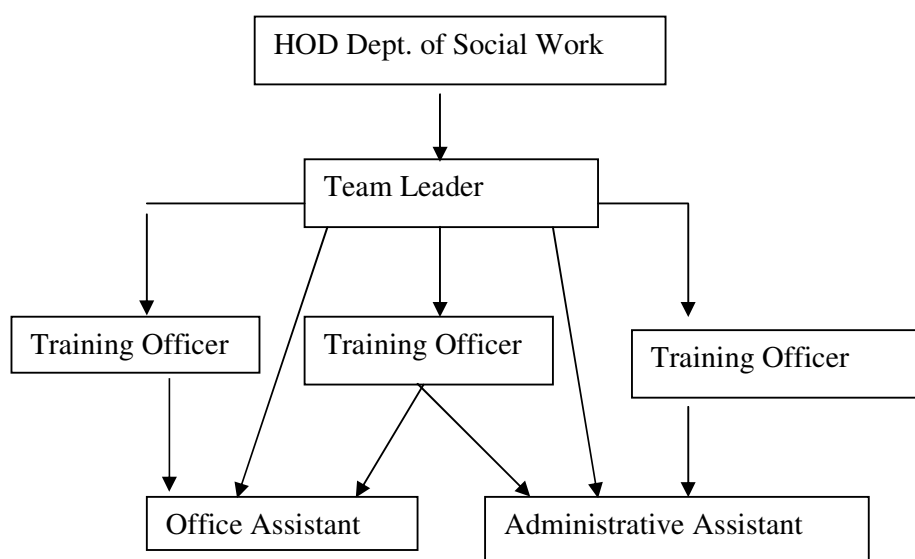 HOD Dept. of Social Work
Team Leader
Training Officer
Training Officer
Training Officer
Office Assistant
Administrative Assistant